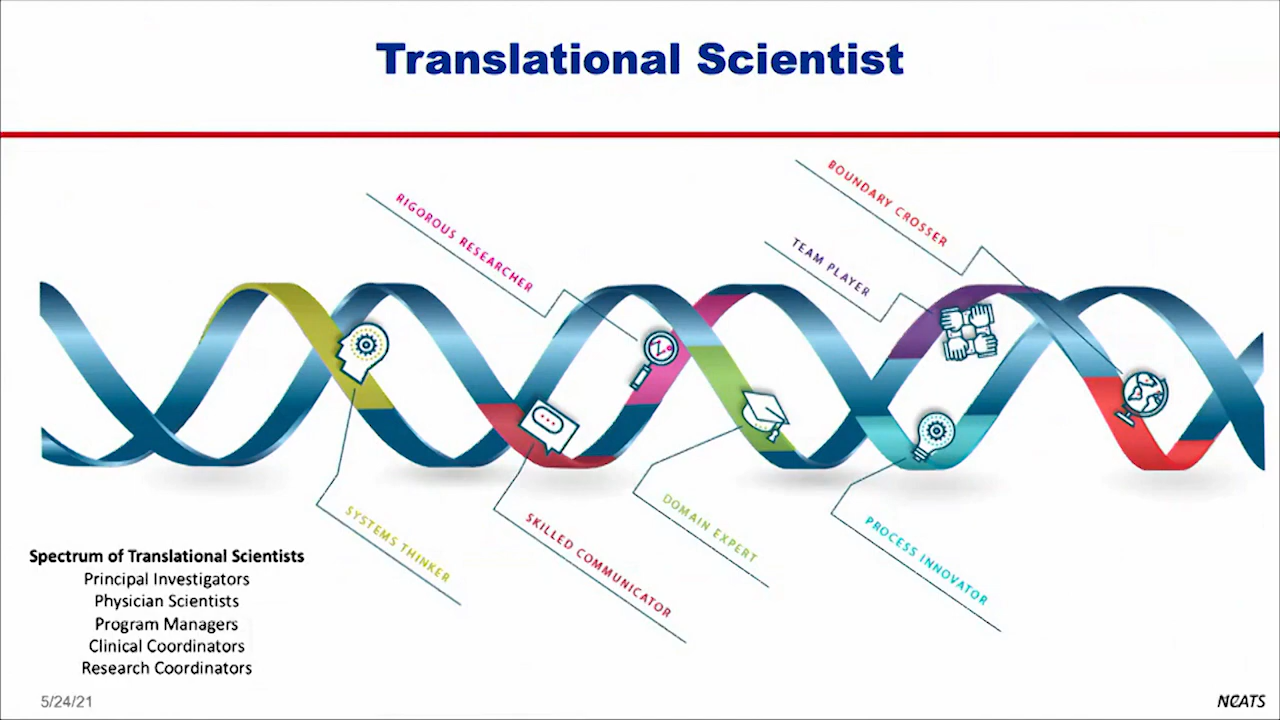 Translational Scientist
BOUNDARY CROSSER
RIGOROUS RESEARCHER
TEAM PLAYER
SYSTEMS THINKER
SKILLED COMMUNICATOR
DOMAIN EXPERT
PROCESS INNOVATOR
Spectrum of Translational Scientists
Principal Investigators
Physician Scientists
Program Managers
Clinical Coordinators
Research Coordinators
5/24/21
NCATS